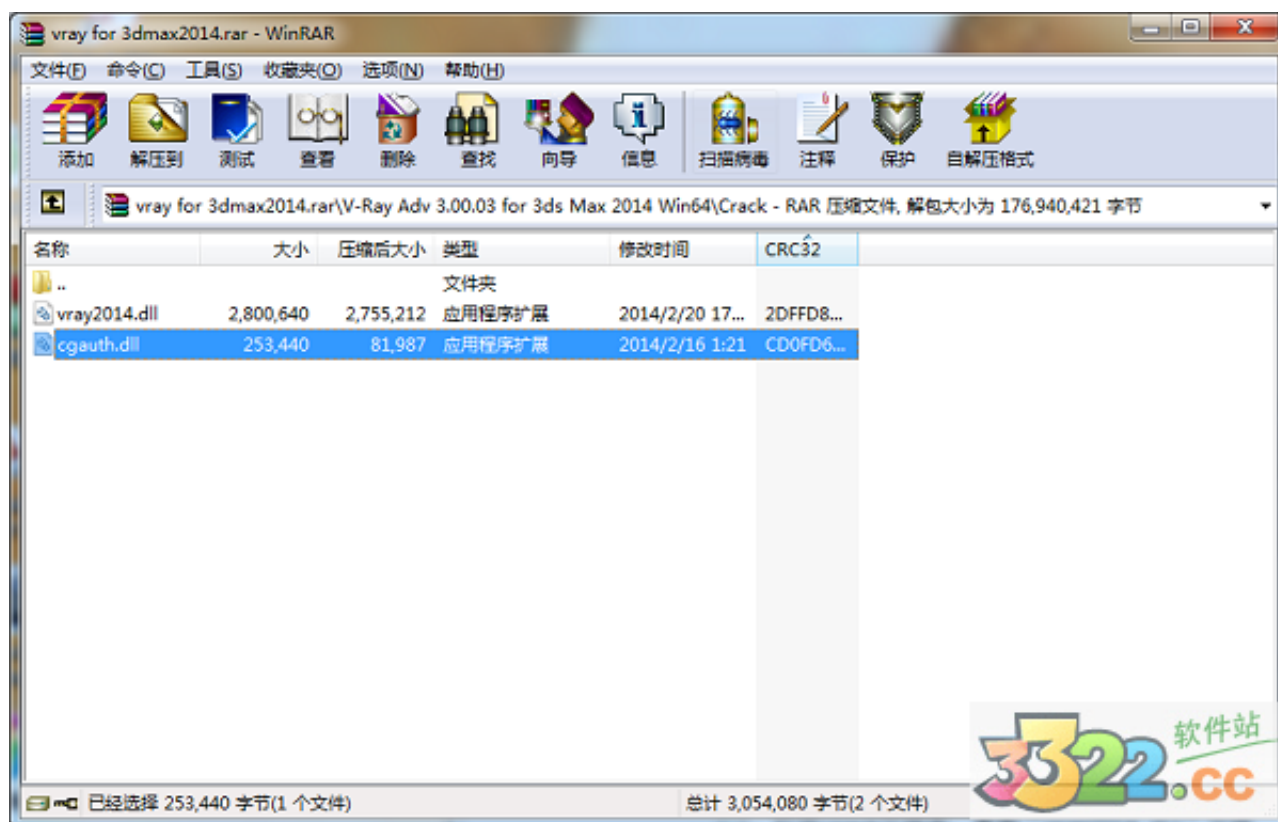 vray for 3dmax2014.rar - WinRAR
文件(F) 命令(C) 工具(S) 收藏夹(O) 选项(N) 帮助(H)
添加 解压到 测试 查看 删除 查找 向导 信息 扫描病毒 注释 保护 自解压格式
vray for 3dmax2014.rar\V-Ray Adv 3.00.03 for 3ds Max 2014 Win64\Crack - RAR 压缩文件, 解包大小为 176,940,421 字节
名称 大小 压缩后大小 类型 修改时间 CRC32
.. 文件夹
vray2014.dll 2,800,640 2,755,212 应用程序扩展 2014/2/20 17... 2DFFD8...
cgauth.dll 253,440 81,987 应用程序扩展 2014/2/16 1:21 CD0FD6...
已经选择 253,440 字节(1 个文件) 总计 3,054,080 字节(2 个文件)
3322 软件站
.CC